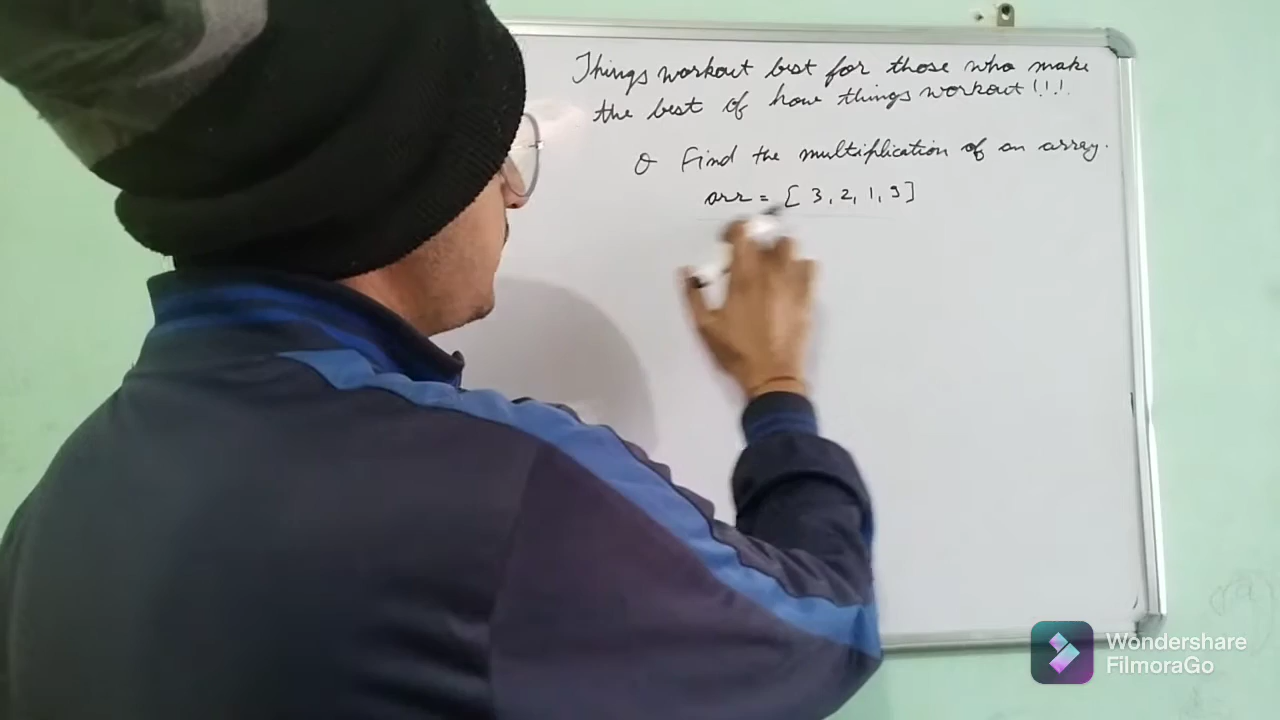 Things workout best for those who make
the best of how things workout !!!.
Find the multiplication of an array.
arr = [ 3, 2, 1, 9 ]
Wondershare
FilmoraGo